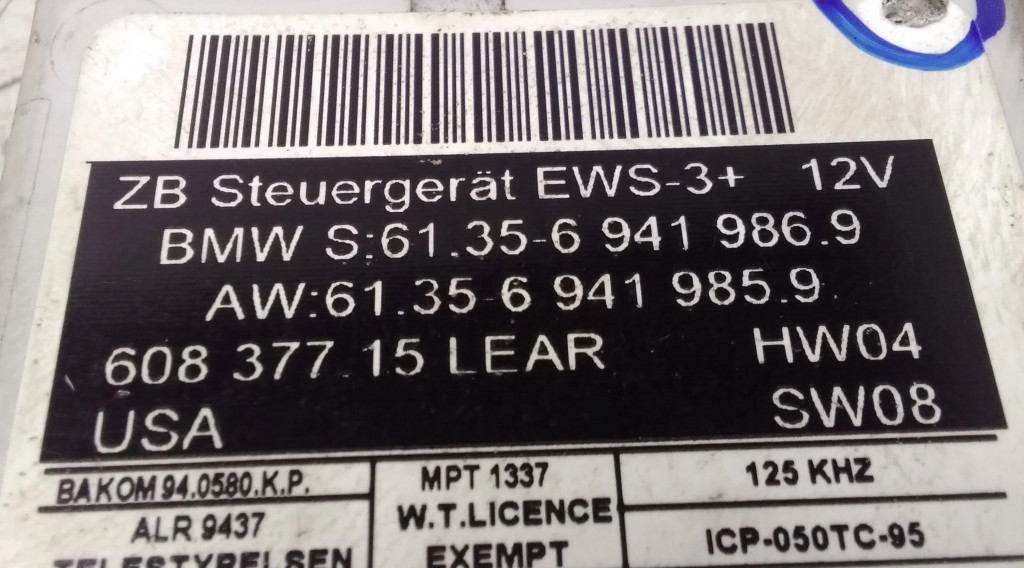 ZB Steuergerät EWS-3+ 12V
BMW S:61.35-6 941 986.9
AW:61.35-6 941 985.9
608 377 15 LEAR HW04
USA SW08
BAKOM 94.0580.K.P.
ALR 9437
TELESTYRELSEN
MPT 1337
W.T.LICENCE
EXEMPT
125 KHZ
ICP-050TC-95